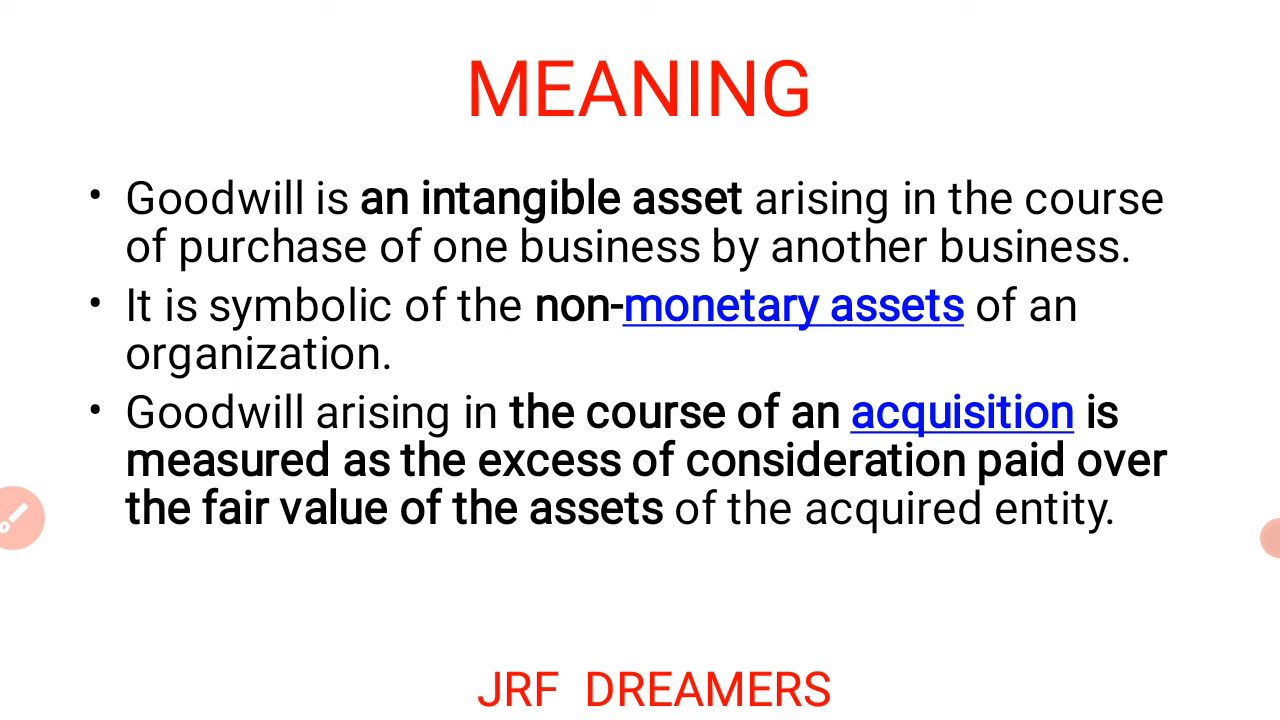 MEANING
• Goodwill is an intangible asset arising in the course
of purchase of one business by another business.
• It is symbolic of the non-monetary assets of an
organization.
• Goodwill arising in the course of an acquisition is
measured as the excess of consideration paid over
the fair value of the assets of the acquired entity.
JRF DREAMERS